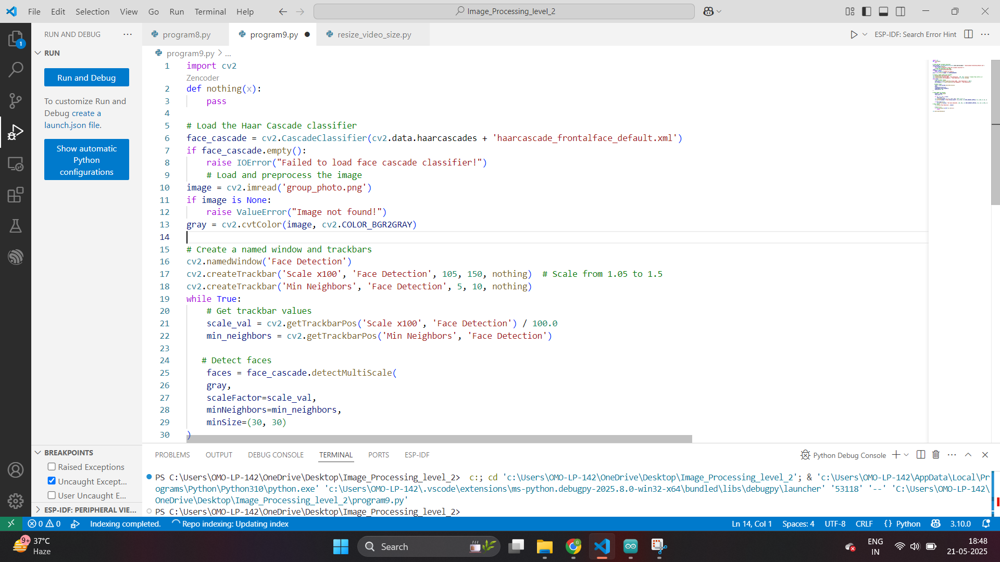 File Edit Selection View Go Run Terminal Help
Image_Processing_level_2
RUN AND DEBUG
program8.py
program9.py
resize_video_size.py
ESP-IDF: Search Error Hint
RUN
Run and Debug
To customize Run and
Debug create a
launch.json file.
Show automatic
Python
configurations
program9.py > ...
1 import cv2
Zencoder
2 def nothing(x):
3 pass
4
5 # Load the Haar Cascade classifier
6 face_cascade = cv2.CascadeClassifier(cv2.data.haarcascades + 'haarcascade_frontalface_default.xml')
7 if face_cascade.empty():
8 raise IOError("Failed to load face cascade classifier!")
9 # Load and preprocess the image
10 image = cv2.imread('group_photo.png')
11 if image is None:
12 raise ValueError("Image not found!")
13 gray = cv2.cvtColor(image, cv2.COLOR_BGR2GRAY)
14
15 # Create a named window and trackbars
16 cv2.namedWindow('Face Detection')
17 cv2.createTrackbar('Scale x100', 'Face Detection', 105, 150, nothing)  # Scale from 1.05 to 1.5
18 cv2.createTrackbar('Min Neighbors', 'Face Detection', 5, 10, nothing)
19 while True:
20 # Get trackbar values
21 scale_val = cv2.getTrackbarPos('Scale x100', 'Face Detection') / 100.0
22 min_neighbors = cv2.getTrackbarPos('Min Neighbors', 'Face Detection')
23
24 # Detect faces
25 faces = face_cascade.detectMultiScale(
26 gray,
27 scaleFactor=scale_val,
28 minNeighbors=min_neighbors,
29 minSize=(30, 30)
30 )
BREAKPOINTS
Raised Exceptions
Uncaught Except...
User Uncaught E...
ESP-IDF: PERIPHERAL VIE...
PROBLEMS OUTPUT DEBUG CONSOLE TERMINAL PORTS ESP-IDF
Python Debug Console
PS C:\Users\OMO-LP-142\OneDrive\Desktop\Image_Processing_level_2>  c:; cd 'c:\Users\OMO-LP-142\OneDrive\Desktop\Image_Processing_level_2'; & 'c:\Users\OMO-LP-142\AppData\Local\Pr
ograms\Python\Python310\python.exe' 'c:\Users\OMO-LP-142\.vscode\extensions\ms-python.debugpy-2025.8.0-win32-x64\bundled\libs\debugpy\launcher' '53118' '--' 'C:\Users\OMO-LP-142\
OneDrive\Desktop\Image_Processing_level_2\program9.py'
PS C:\Users\OMO-LP-142\OneDrive\Desktop\Image_Processing_level_2>
0 0 Indexing completed. Repo indexing: Updating index
Ln 14, Col 1 Spaces: 4 UTF-8 CRLF {} Python 3.10.0
9+ 37°C
Haze
Search
ENG
IN
18:48
21-05-2025
1